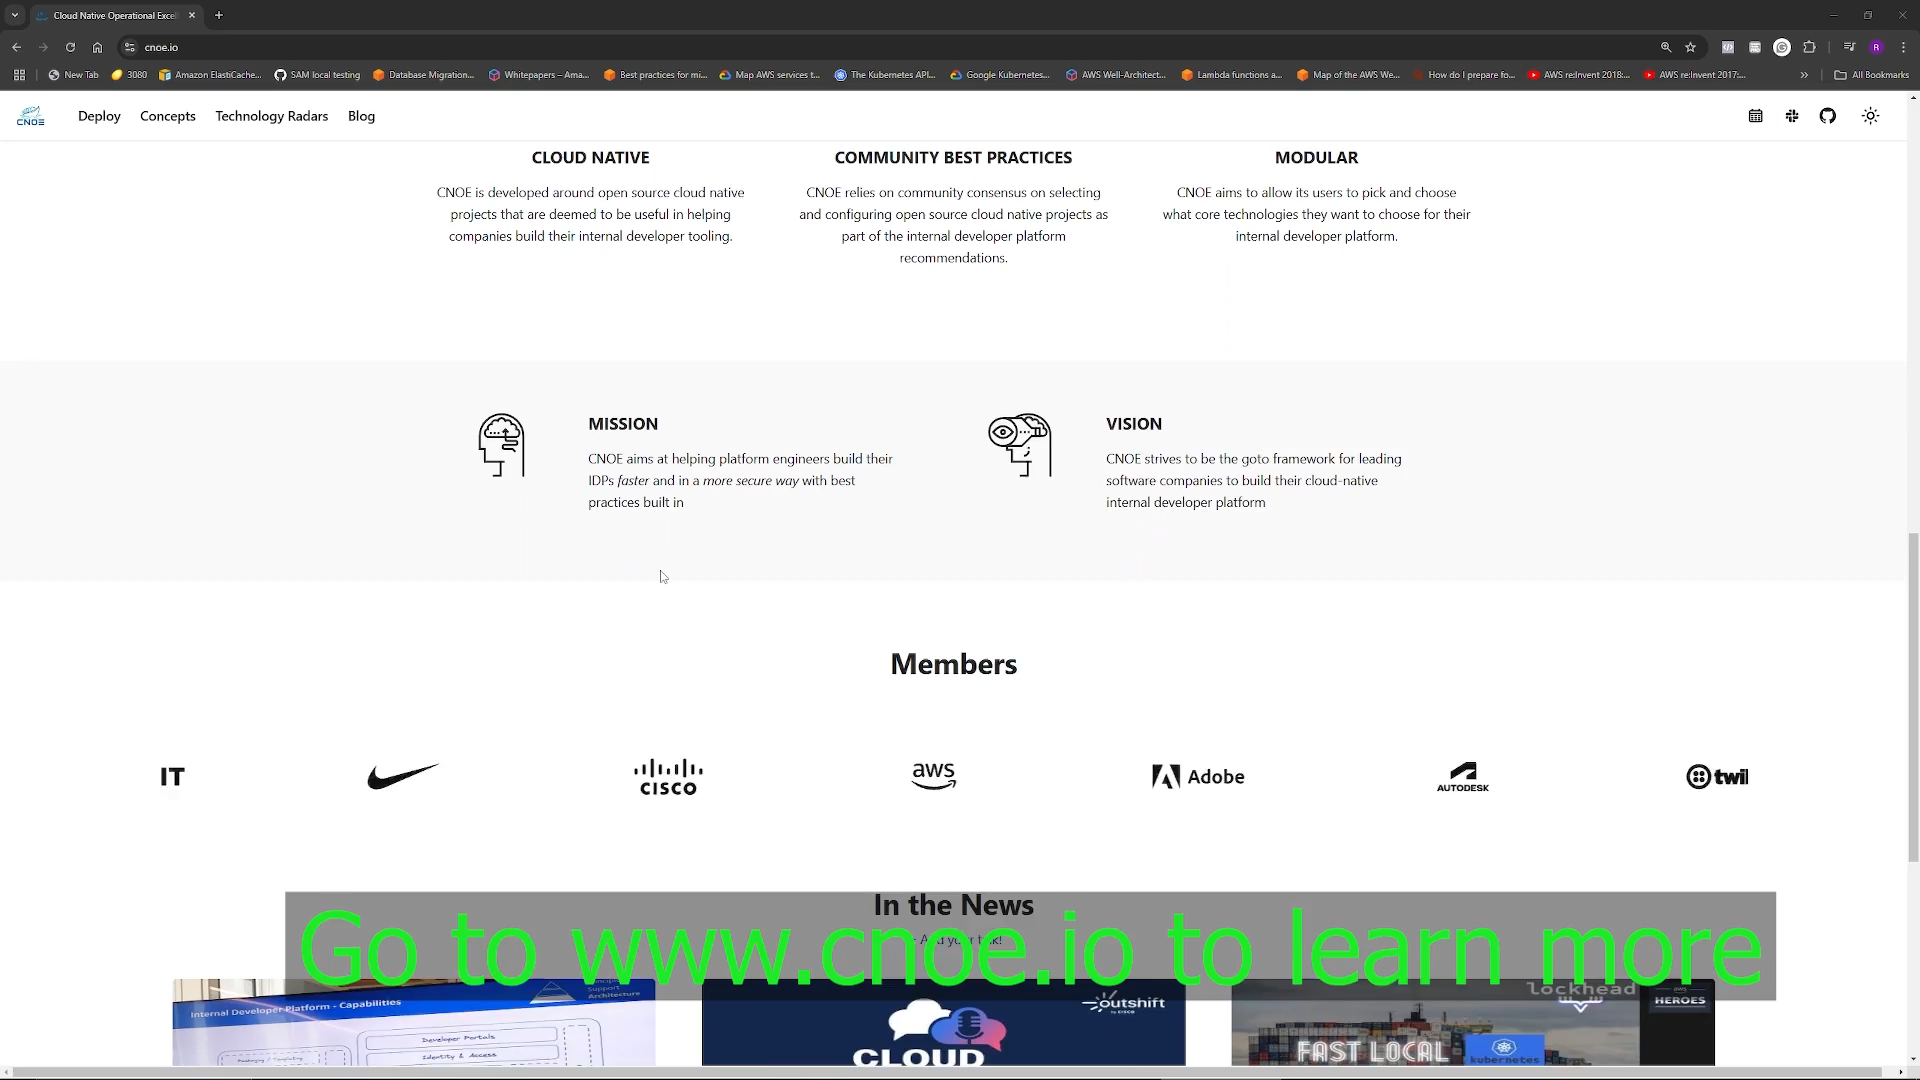 Cloud Native Operational Excel
cnoe.io
New Tab
3080
Amazon ElastiCache...
SAM local testing
Database Migration...
Whitepapers – Ama...
Best practices for mi...
Map AWS services t...
The Kubernetes API...
Google Kubernetes...
AWS Well-Architect...
Lambda functions a...
Map of the AWS We...
How do I prepare fo...
AWS re:Invent 2018:...
AWS re:Invent 2017:...
All Bookmarks
CNOE
Deploy
Concepts
Technology Radars
Blog
CLOUD NATIVE
CNOE is developed around open source cloud native
projects that are deemed to be useful in helping
companies build their internal developer tooling.
COMMUNITY BEST PRACTICES
CNOE relies on community consensus on selecting
and configuring open source cloud native projects as
part of the internal developer platform
recommendations.
MODULAR
CNOE aims to allow its users to pick and choose
what core technologies they want to choose for their
internal developer platform.
MISSION
CNOE aims at helping platform engineers build their
IDPs faster and in a more secure way with best
practices built in
VISION
CNOE strives to be the goto framework for leading
software companies to build their cloud-native
internal developer platform
Members
IT
CISCO
aws
Adobe
AUTODESK
twil
In the News
Go to www.cnoe.io to learn more
Internal Developer Platform - Capabilities
Support
Architecture
Developer Portals
Identity & Access
outshift
by CISCO
CLOUD
lockhead
aws
HEROES
FAST LOCAL
kubernetes